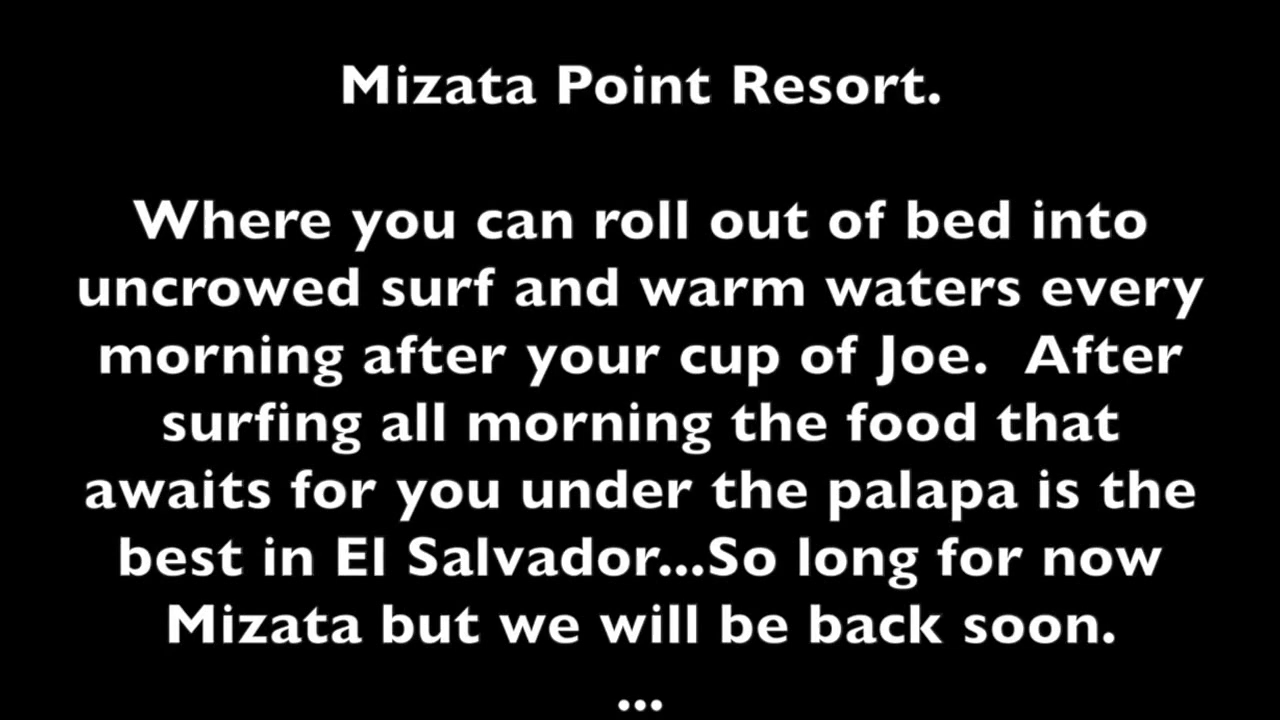 Mizata Point Resort.
Where you can roll out of bed into
uncrowed surf and warm waters every
morning after your cup of Joe.  After
surfing all morning the food that
awaits for you under the palapa is the
best in El Salvador...So long for now
Mizata but we will be back soon.
...